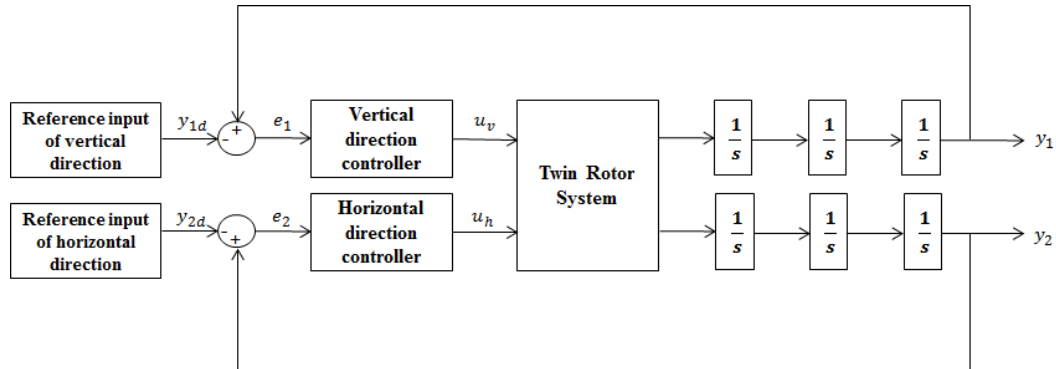 Reference input
of vertical
direction
y1d
-
+
e1
Vertical
direction
controller
uv
Twin Rotor
System
1
s
1
s
1
s
y1
Reference input
of horizontal
direction
y2d
-
+
e2
Horizontal
direction
controller
uh
1
s
1
s
1
s
y2